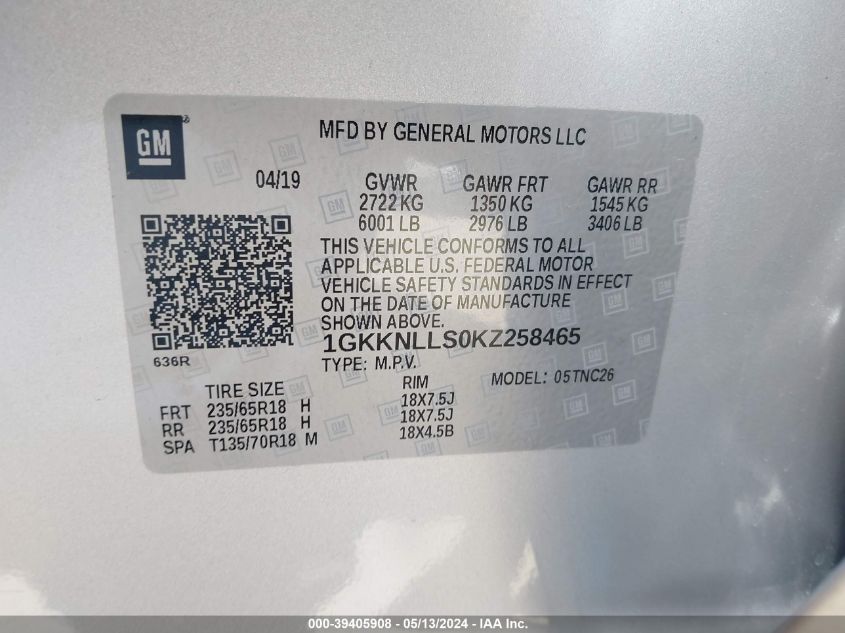 GM
MFD BY GENERAL MOTORS LLC
04/19 GVWR GAWR FRT GAWR RR
2722 KG 1350 KG 1545 KG
6001 LB 2976 LB 3406 LB
THIS VEHICLE CONFORMS TO ALL
APPLICABLE U.S. FEDERAL MOTOR
VEHICLE SAFETY STANDARDS IN EFFECT
ON THE DATE OF MANUFACTURE
SHOWN ABOVE.
1GKKNLLS0KZ258465
636R
TYPE: M.P.V. MODEL: 05TNC26
TIRE SIZE RIM
FRT 235/65R18 H 18X7.5J
RR 235/65R18 H 18X7.5J
SPA T135/70R18 M 18X4.5B
000-39405908 - 05/13/2024 - IAA Inc.